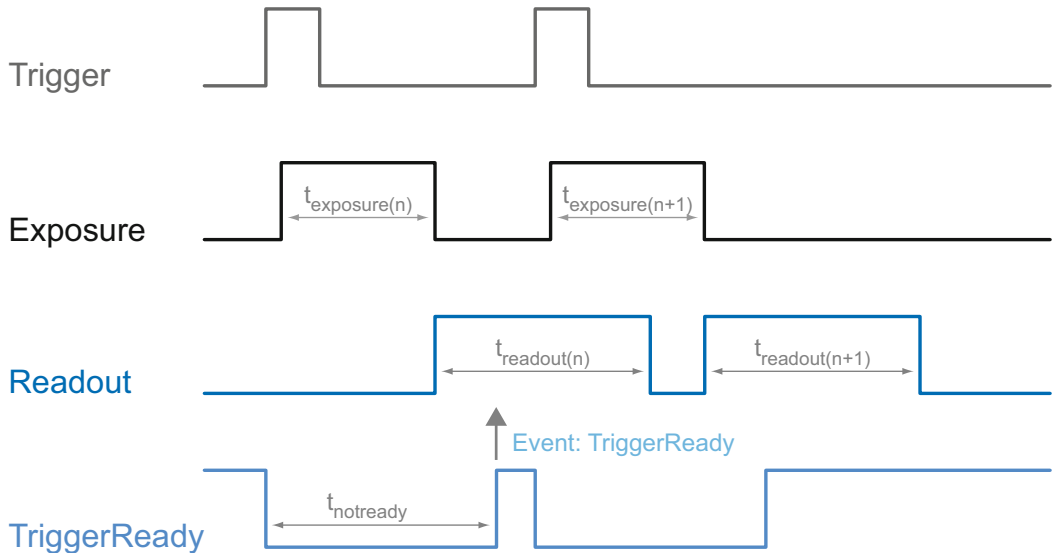 Trigger
Exposure
t_exposure(n)
t_exposure(n+1)
Readout
t_readout(n)
t_readout(n+1)
Event: TriggerReady
TriggerReady
t_notready